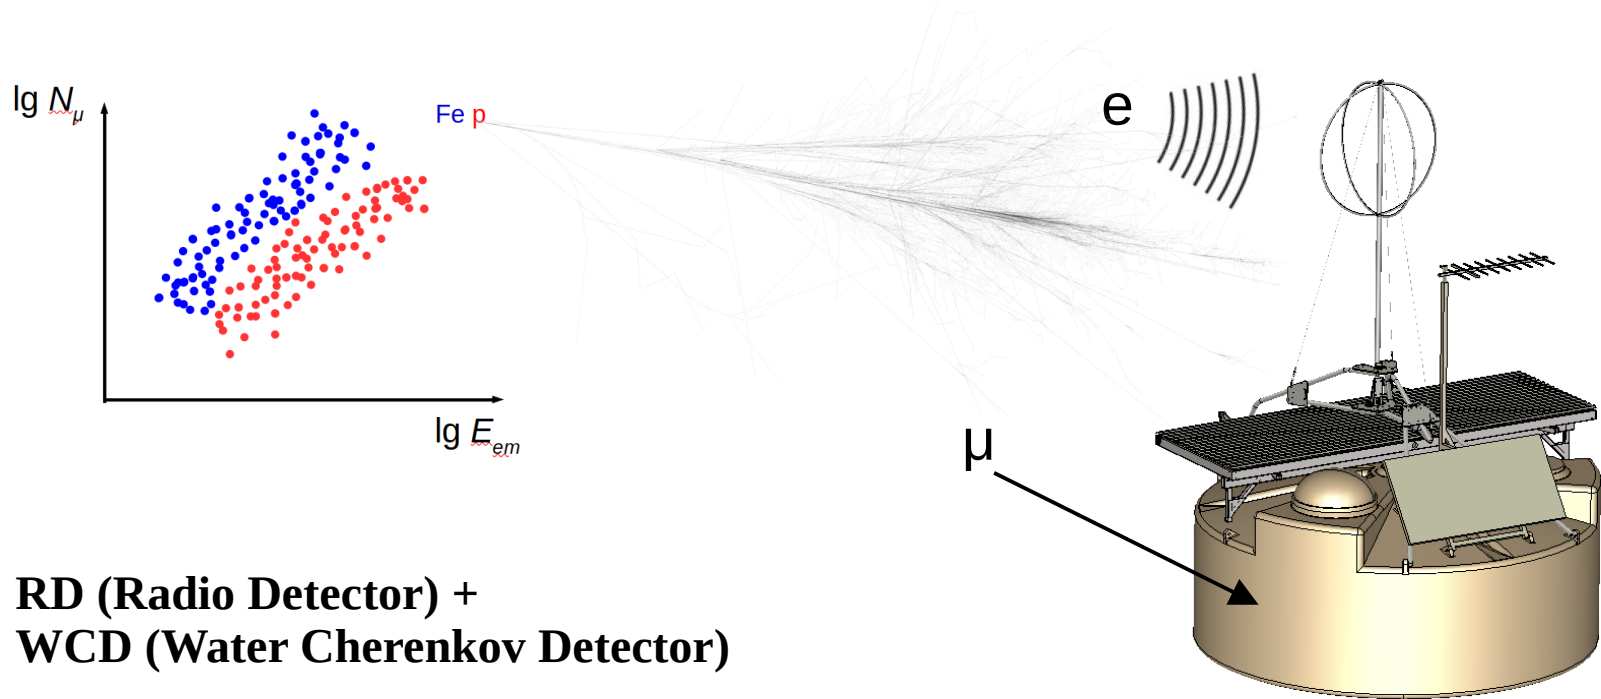 lg Nμ
Fe p
e
lg Eem
μ
RD (Radio Detector) +
WCD (Water Cherenkov Detector)